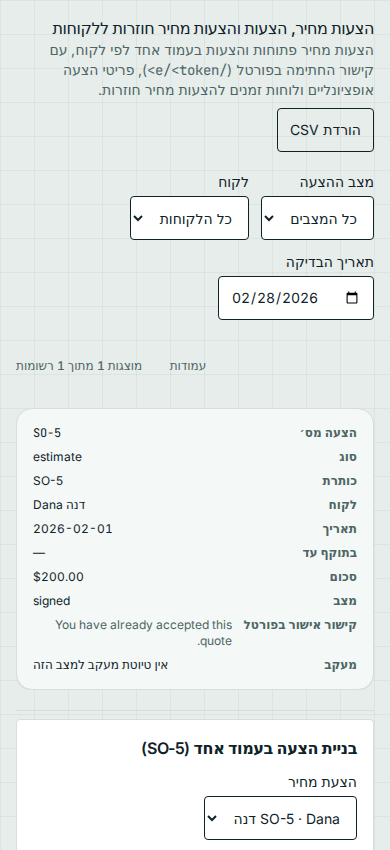 הצעות מחיר, הצעות והצעות מחיר חוזרות ללקוחות
הצעות מחיר פתוחות והצעות בעמוד אחד לפי לקוח, עם
קישור החתימה בפורטל (/e/<token>), פריטי הצעה
אופציונליים ולוחות זמנים להצעות מחיר חוזרות.
הורדת CSV
מצב ההצעה
לקוח
כל המצבים
כל הלקוחות
תאריך הבדיקה
02/28/2026
עמודות
מוצגות 1 מתוך 1 רשומות
הצעה מס׳ SO-5
סוג estimate
כותרת SO-5
לקוח Dana דנה
תאריך 2026-02-01
בתוקף עד —
סכום $200.00
מצב signed
קישור אישור בפורטל You have already accepted this
quote.
מעקב אין טיוטת מעקב למצב הזה
בניית הצעה בעמוד אחד (SO-5)
הצעת מחיר
SO-5 · Dana דנה